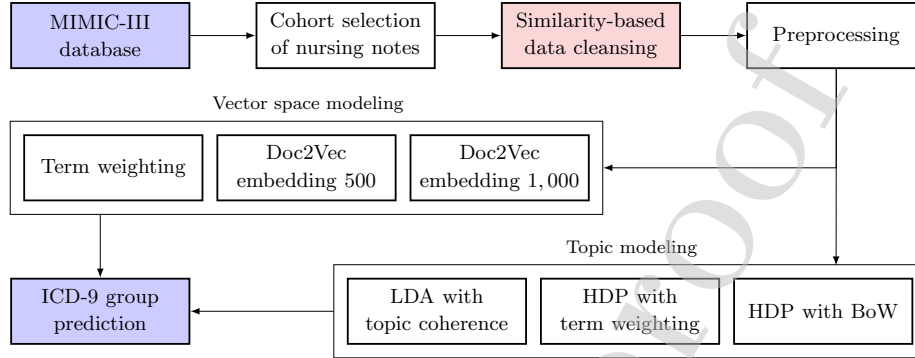 MIMIC-III
database
Cohort selection
of nursing notes
Similarity-based
data cleansing
Preprocessing
Vector space modeling
Term weighting
Doc2Vec
embedding 500
Doc2Vec
embedding 1,000
Topic modeling
ICD-9 group
prediction
LDA with
topic coherence
HDP with
term weighting
HDP with BoW
roof